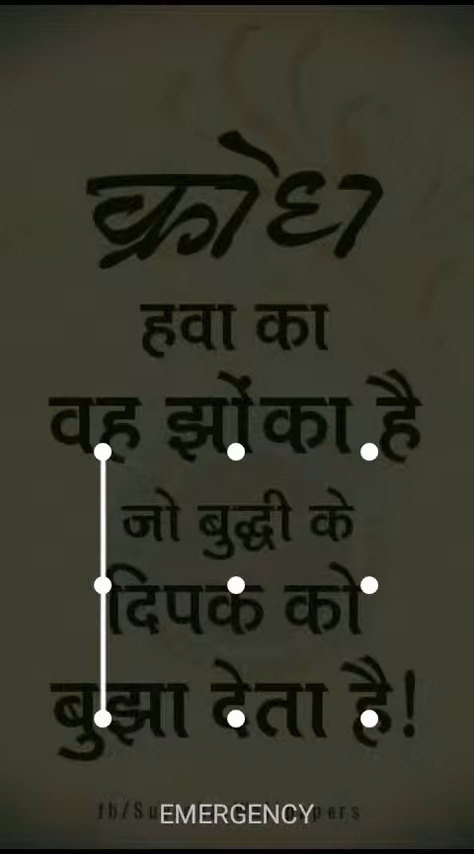 क्रोध
हवा का
वह झोंका है
जो बुद्धी के
दिपक को
बुझा देता है!
EMERGENCY